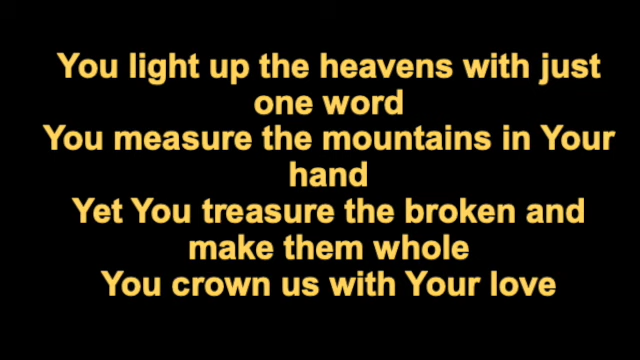 You light up the heavens with just
one word
You measure the mountains in Your
hand
Yet You treasure the broken and
make them whole
You crown us with Your love